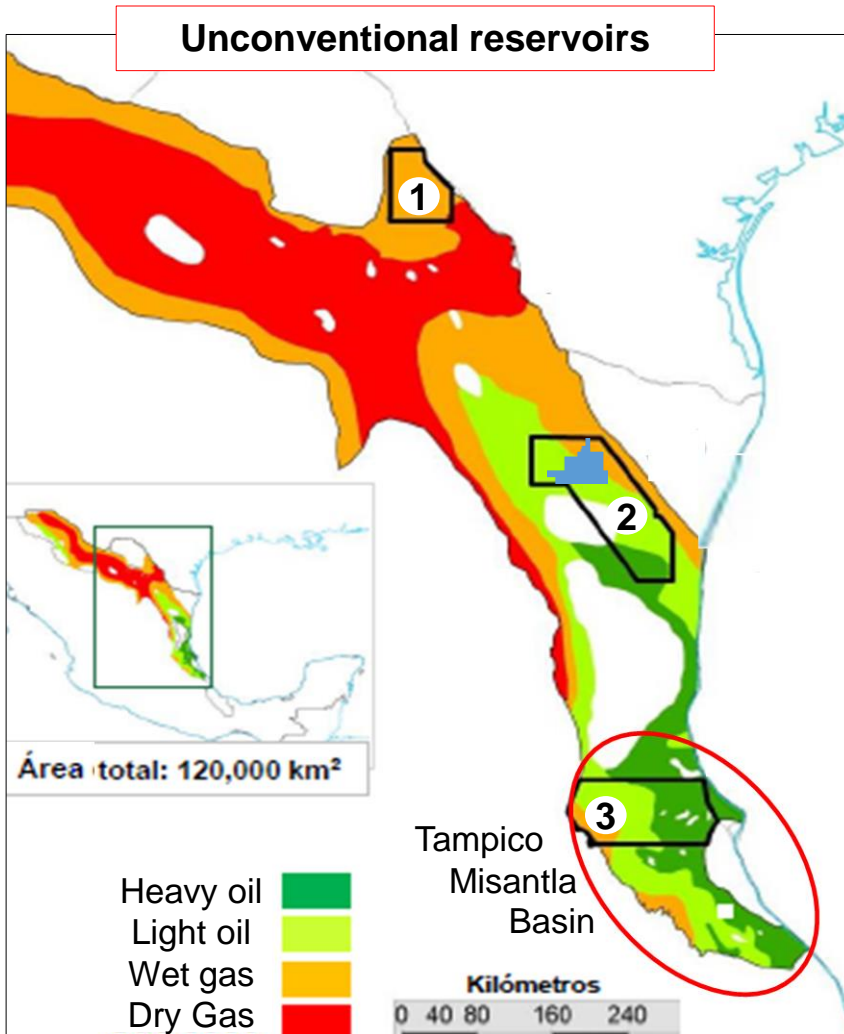 Unconventional reservoirs
1
2
Área total: 120,000 km²
3
Tampico
Misantla
Basin
Heavy oil
Light oil
Wet gas
Dry Gas
Kilómetros
0 40 80 160 240